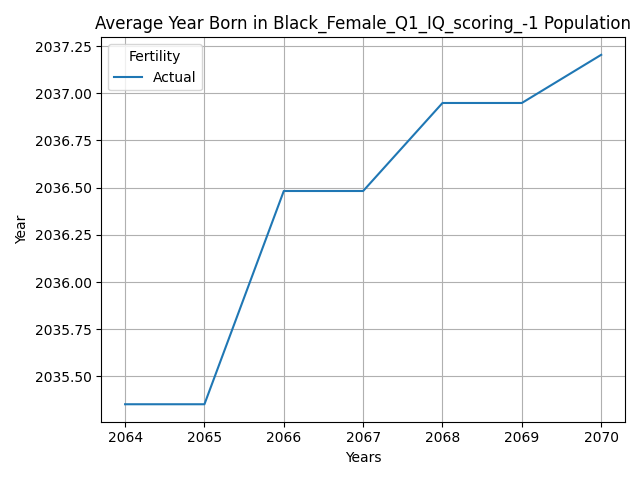 Average Year Born in Black_Female_Q1_IQ_scoring_-1 Population
Fertility
Actual
2037.25
2037.00
2036.75
2036.50
2036.25
2036.00
2035.75
2035.50
Year
2064 2065 2066 2067 2068 2069 2070
Years